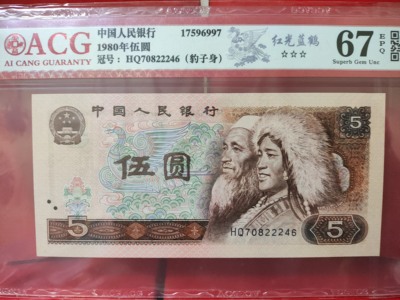 ACG
AI CANG GUARANTY
中国人民银行 17596997
1980年伍圆
冠号： HQ70822246 （豹子身）
红光蓝鹤
☆☆☆
67 EPQ
Superb Gem Unc
中国人民银行
5
伍圆
5
5
HQ70822246